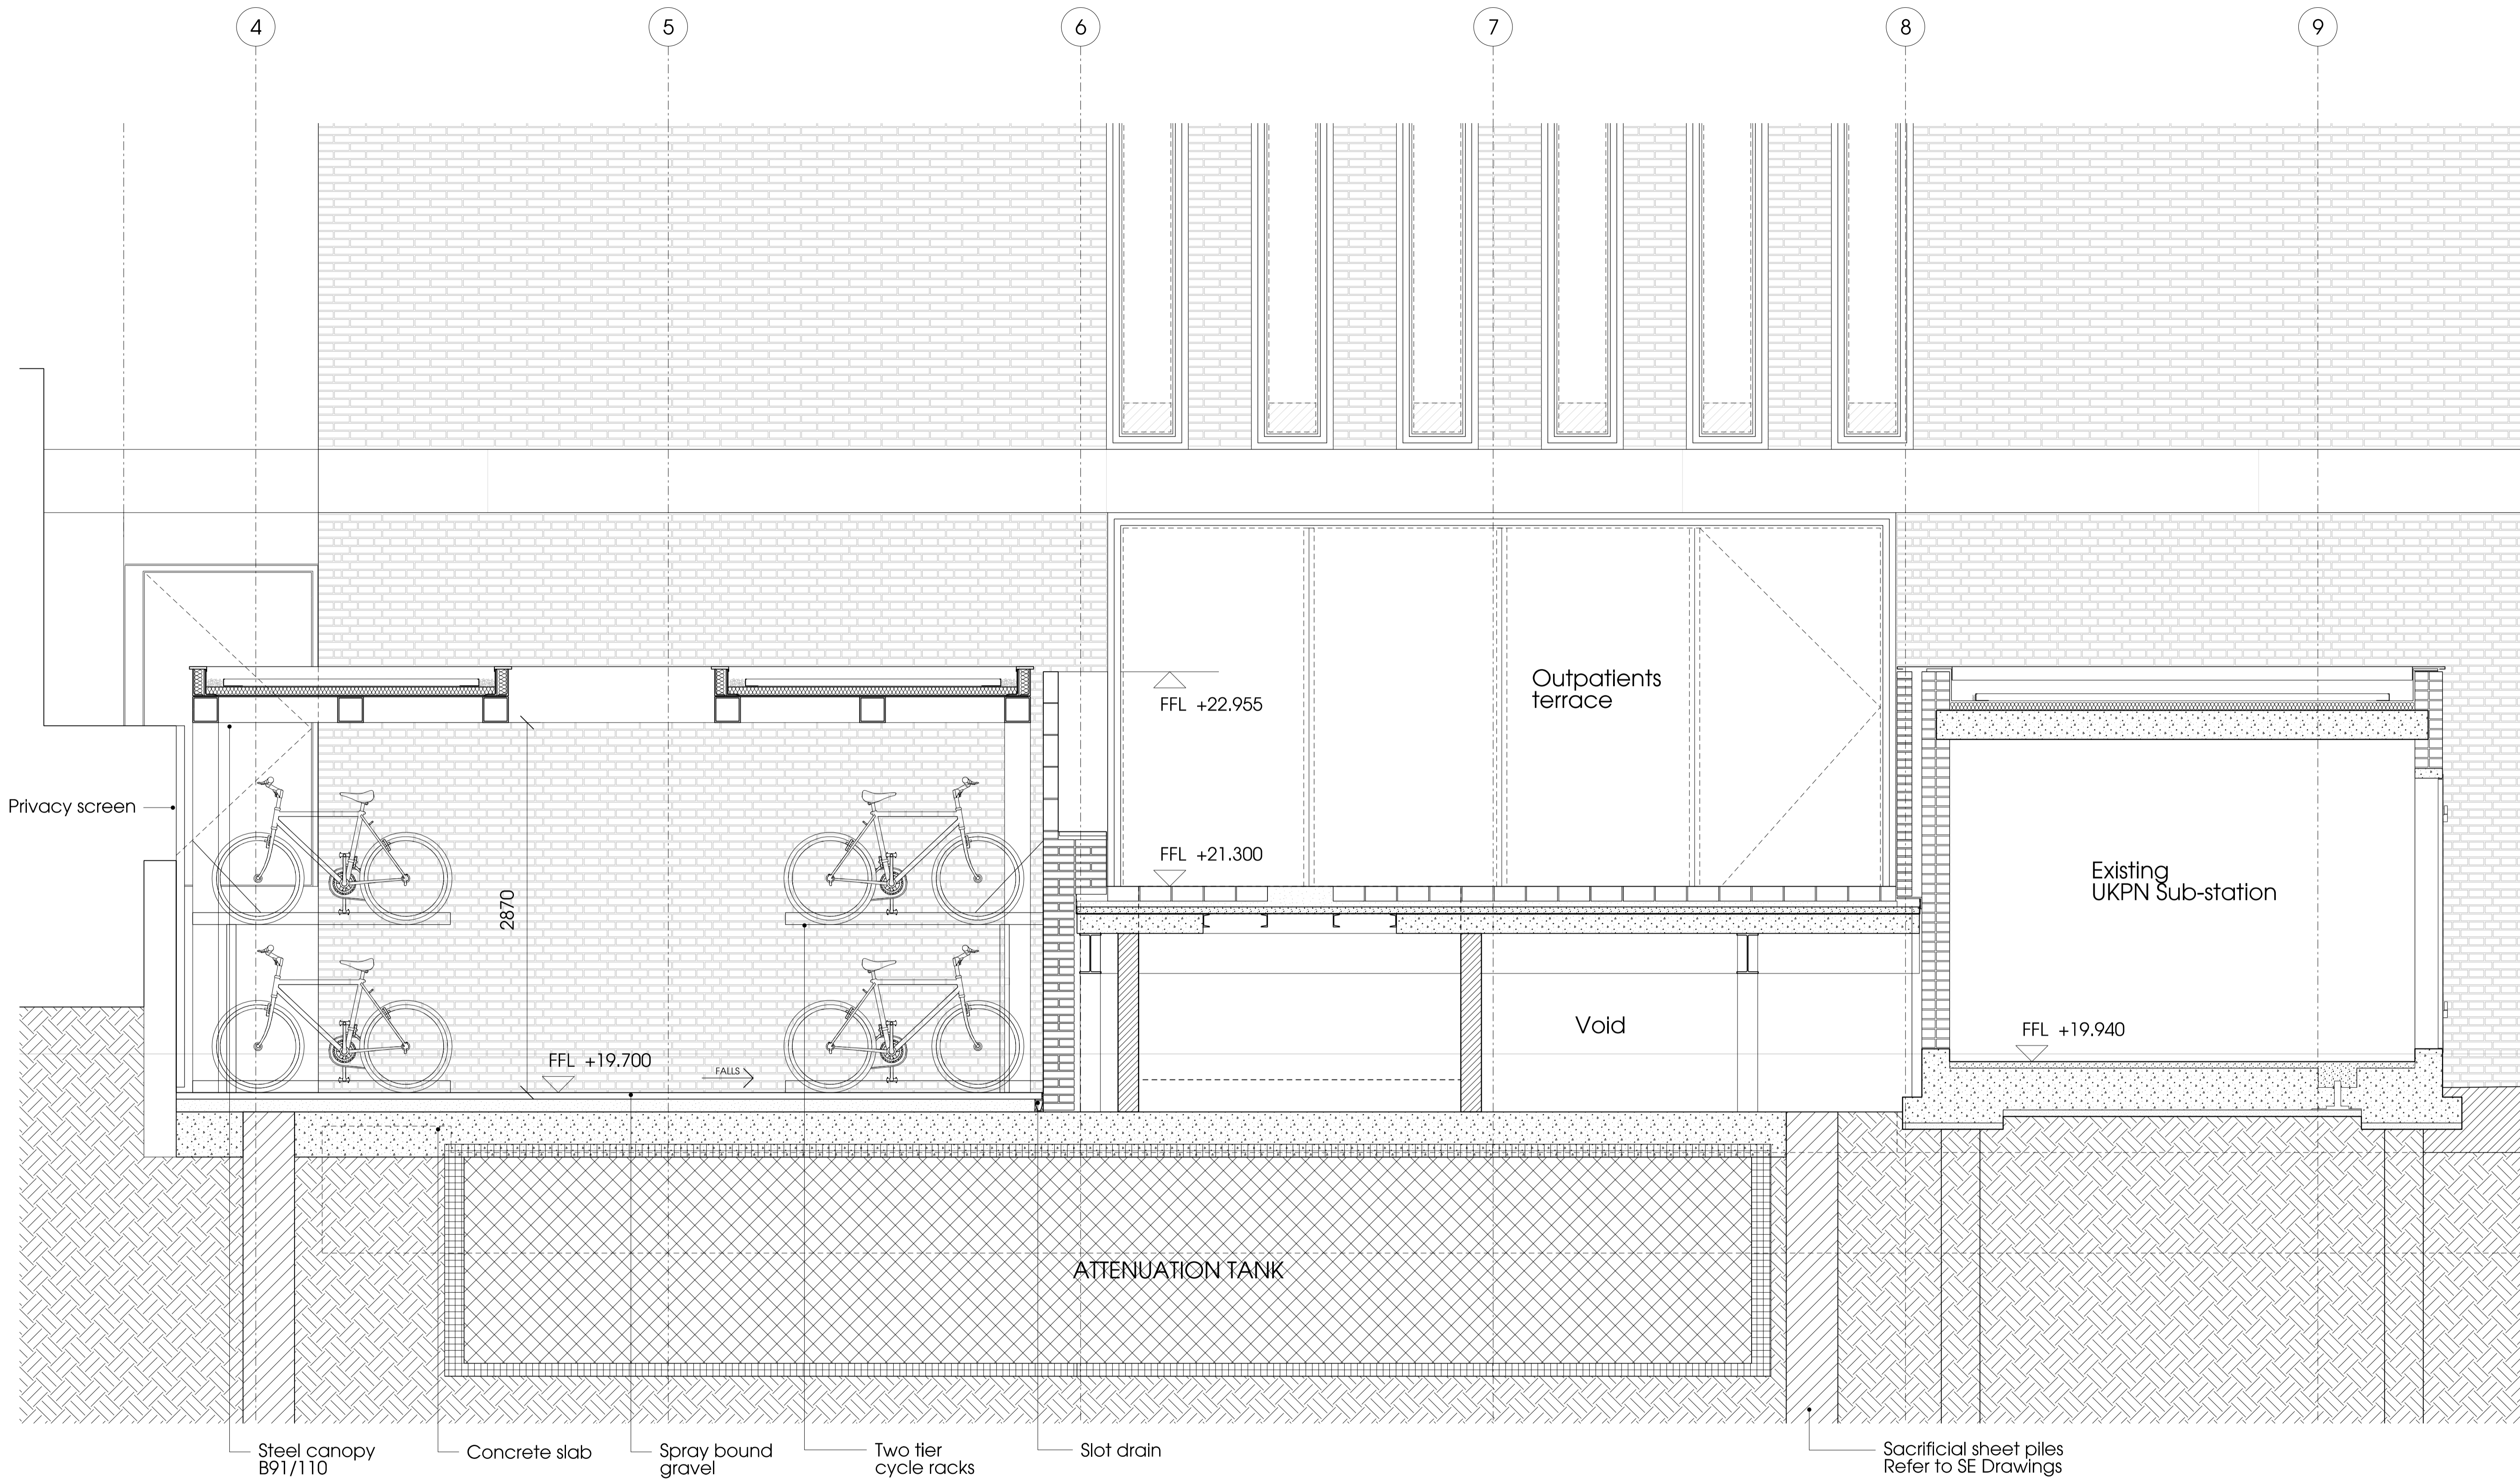 4
5
6
7
8
9
Outpatients
terrace
FFL +22.955
Privacy screen
FFL +21.300
Existing
UKPN Sub-station
2870
Void
FFL +19.940
FFL +19.700
FALLS
ATTENUATION TANK
Steel canopy
B91/110
Concrete slab
Spray bound
gravel
Two tier
cycle racks
Slot drain
Sacrificial sheet piles
Refer to SE Drawings